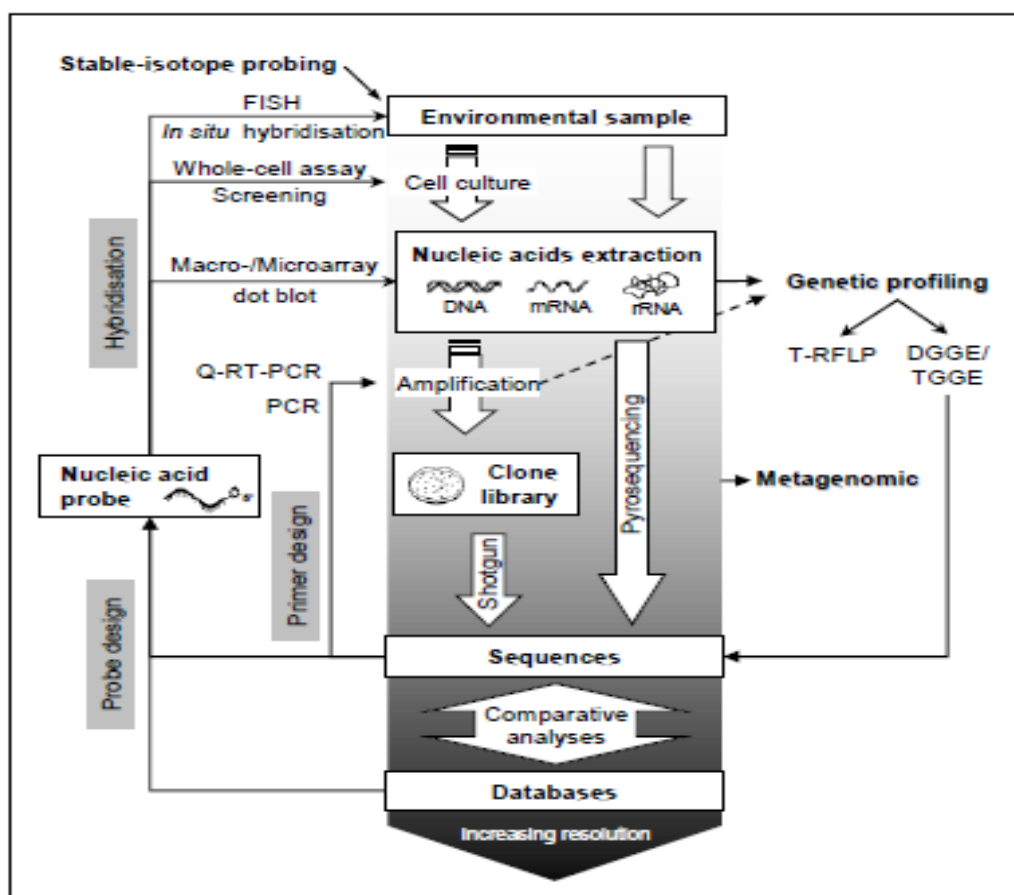 Stable-isotope probing
FISH
In situ hybridisation
Environmental sample
Whole-cell assay
Screening
Cell culture
Hybridisation
Macro-/Microarray
dot blot
Nucleic acids extraction
DNA
mRNA
rRNA
Genetic profiling
T-RFLP
DGGE/
TGGE
Q-RT-PCR
PCR
Amplification
Nucleic acid
probe
Clone
library
Pyrosequencing
Metagenomic
Primer design
Shotgun
Probe design
Sequences
Comparative
analyses
Databases
Increasing resolution